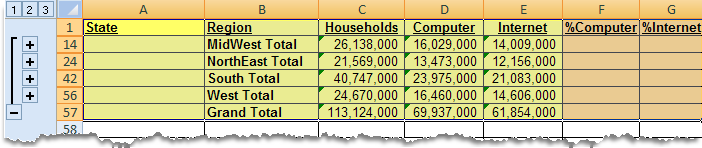 1 2 3 A B C D E F G
1 State Region Households Computer Internet %Computer %Internet
14 MidWest Total 26,138,000 16,029,000 14,009,000
24 NorthEast Total 21,569,000 13,473,000 12,156,000
42 South Total 40,747,000 23,975,000 21,083,000
56 West Total 24,670,000 16,460,000 14,606,000
57 Grand Total 113,124,000 69,937,000 61,854,000
58